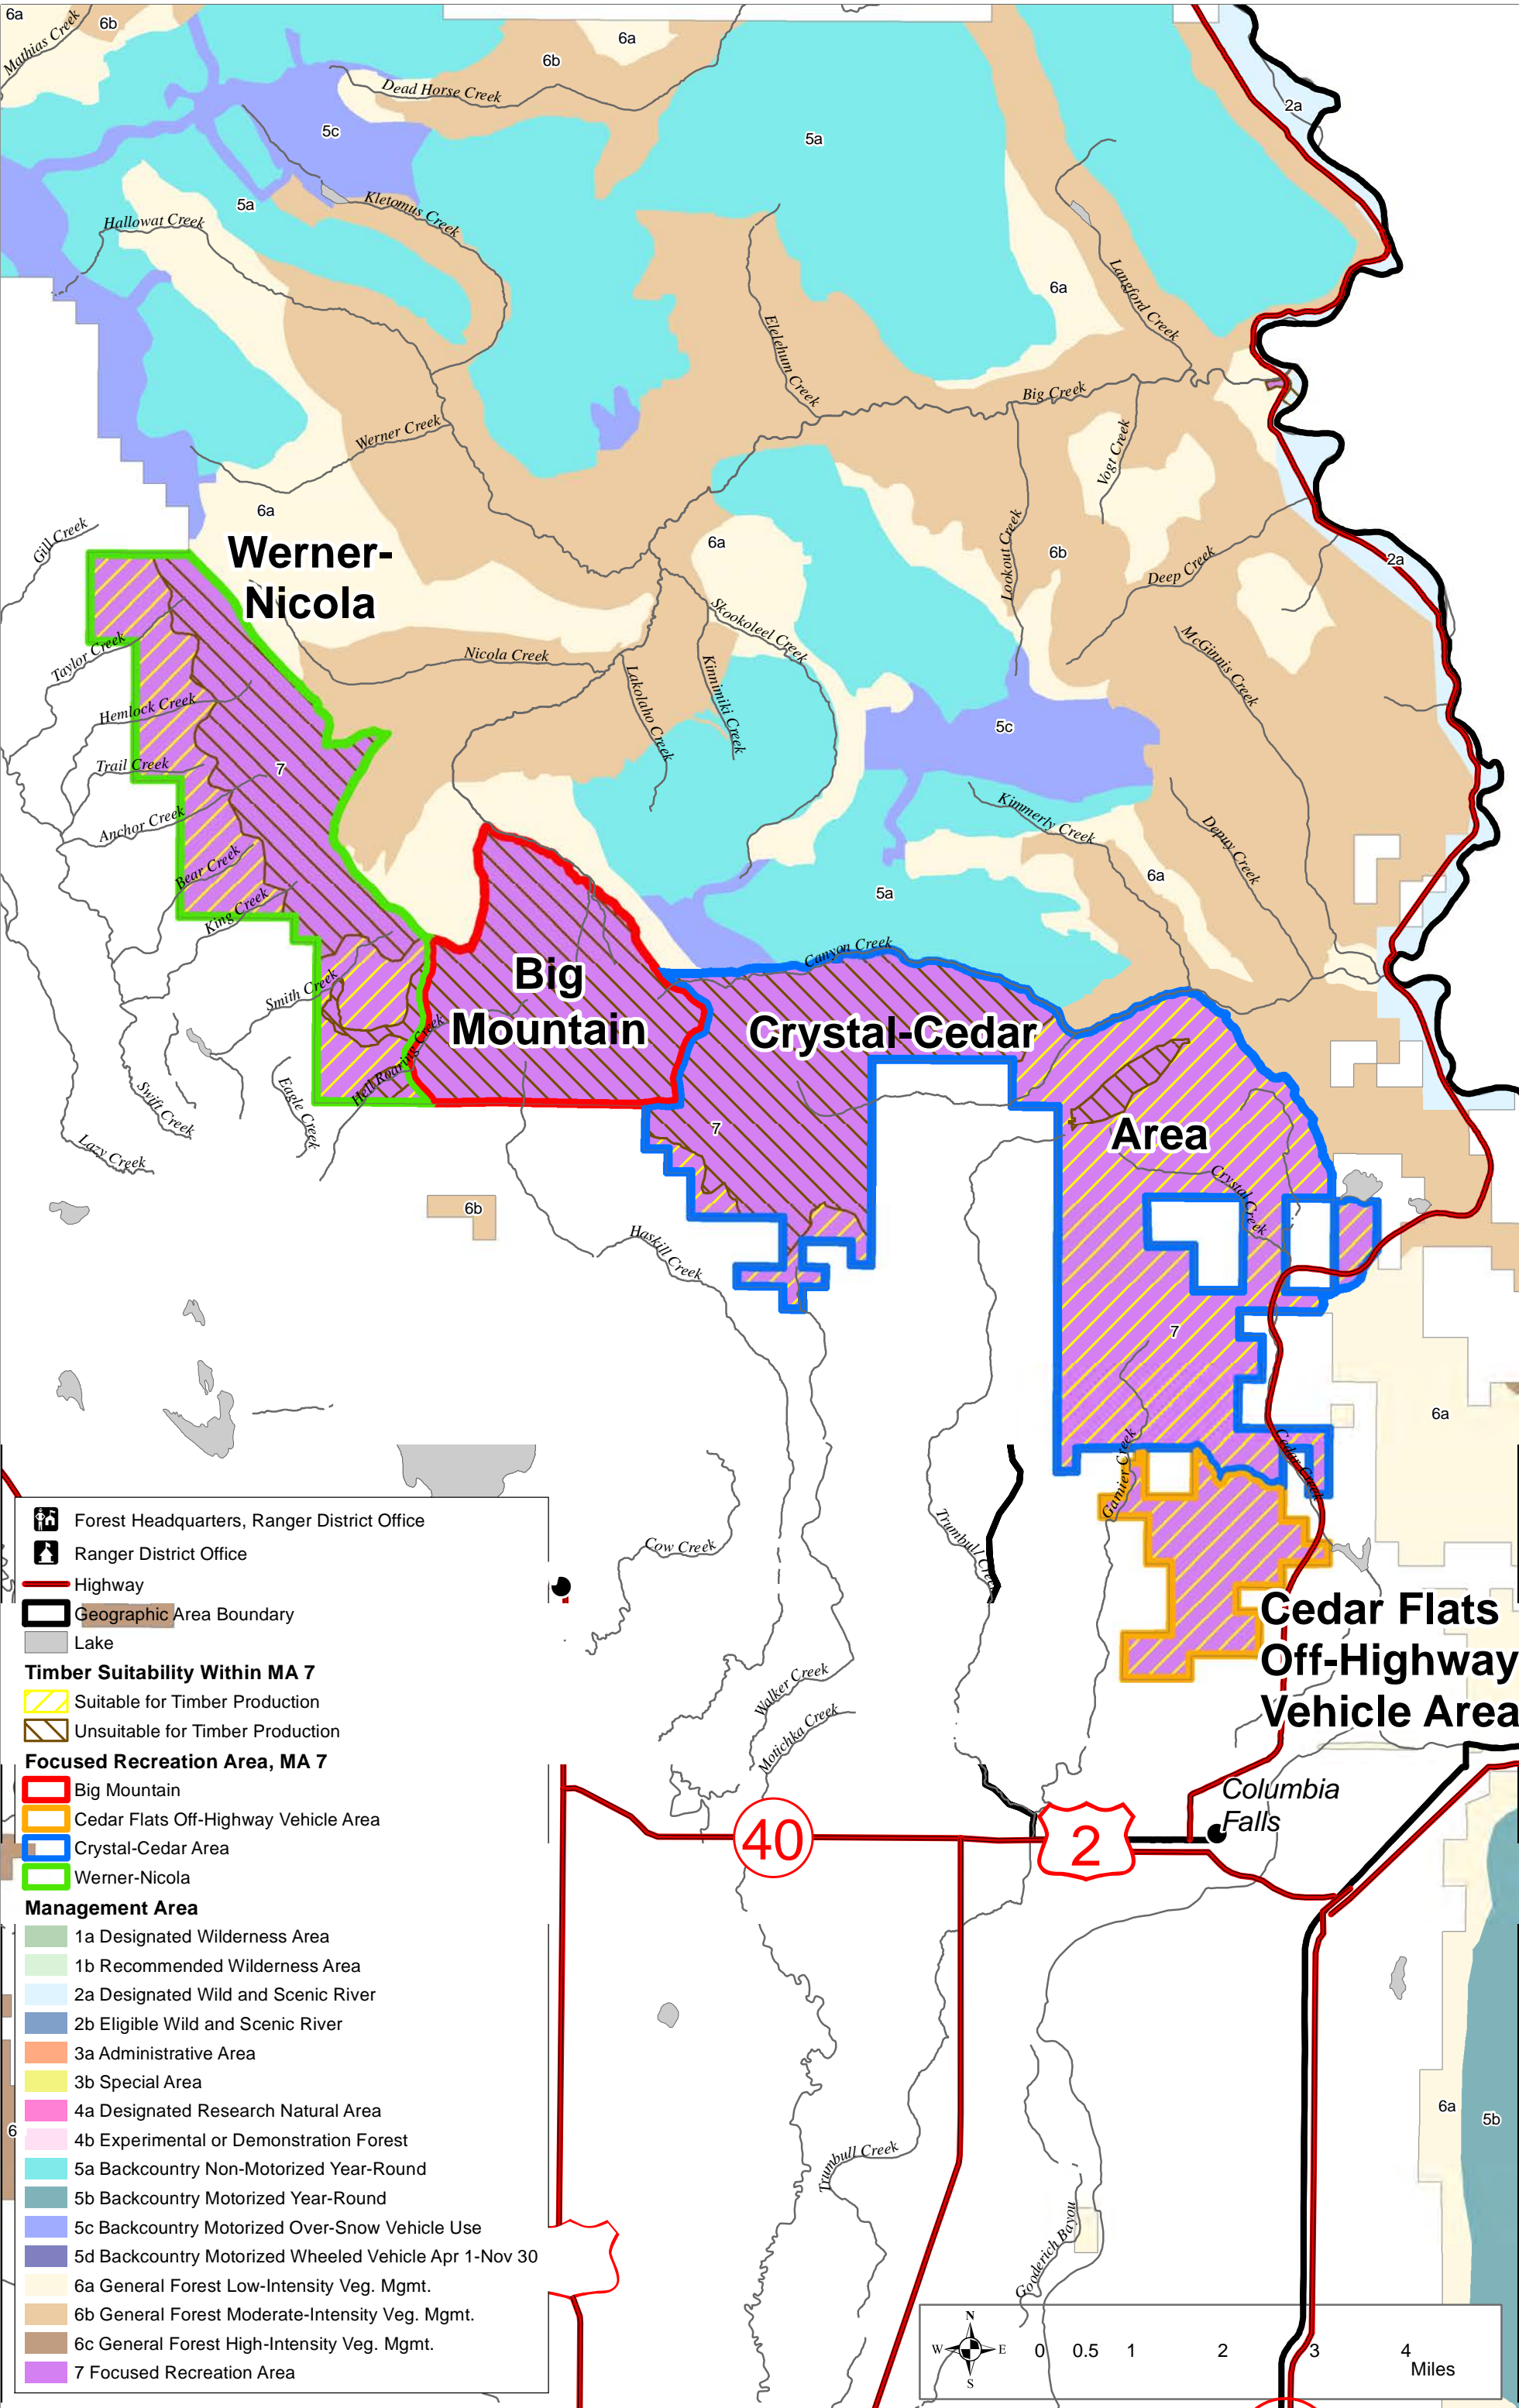 6a
6b
Mathias Creek
6a
6b
Dead Horse Creek
5c
5a
2a
5a
Kletomus Creek
Hallowat Creek
6a
Langford Creek
Elelehum Creek
Big Creek
Werner Creek
Vogt Creek
6a
Gill Creek
6a
Lookout Creek
6b
2a
Deep Creek
Werner-
Nicola
Skookoleel Creek
Taylor Creek
Nicola Creek
Kinnimiki Creek
Lakolaho Creek
McGinnis Creek
Hemlock Creek
5c
Trail Creek
7
Anchor Creek
Kimmerly Creek
Depuy Creek
Bear Creek
6a
King Creek
5a
Canyon Creek
Big
Mountain
Crystal-Cedar
Area
Smith Creek
Hell Roaring Creek
Swift Creek
Eagle Creek
Lazy Creek
7
Crystal Creek
6b
Haskill Creek
7
6a
Cedar Creek
Garnier Creek
Trumbull Creek
Cow Creek
Cedar Flats
Off-Highway
Vehicle Area
Walker Creek
Motichka Creek
Columbia
Falls
40
2
Trumbull Creek
Gooderich Bayou
6a
5b
6
Forest Headquarters, Ranger District Office
Ranger District Office
Highway
Geographic Area Boundary
Lake
Timber Suitability Within MA 7
Suitable for Timber Production
Unsuitable for Timber Production
Focused Recreation Area, MA 7
Big Mountain
Cedar Flats Off-Highway Vehicle Area
Crystal-Cedar Area
Werner-Nicola
Management Area
1a Designated Wilderness Area
1b Recommended Wilderness Area
2a Designated Wild and Scenic River
2b Eligible Wild and Scenic River
3a Administrative Area
3b Special Area
4a Designated Research Natural Area
4b Experimental or Demonstration Forest
5a Backcountry Non-Motorized Year-Round
5b Backcountry Motorized Year-Round
5c Backcountry Motorized Over-Snow Vehicle Use
5d Backcountry Motorized Wheeled Vehicle Apr 1-Nov 30
6a General Forest Low-Intensity Veg. Mgmt.
6b General Forest Moderate-Intensity Veg. Mgmt.
6c General Forest High-Intensity Veg. Mgmt.
7 Focused Recreation Area
N
W E
S
0 0.5 1 2 3 4
Miles